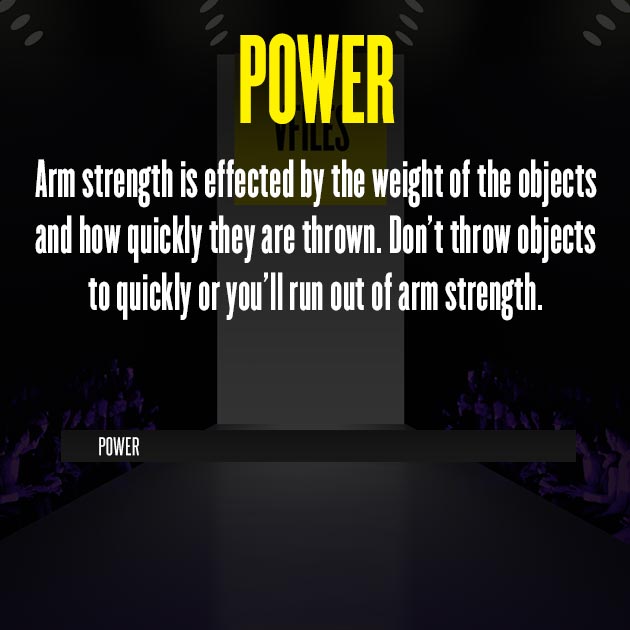 POWER
VFILES
Arm strength is effected by the weight of the objects
and how quickly they are thrown. Don't throw objects
to quickly or you'll run out of arm strength.
POWER